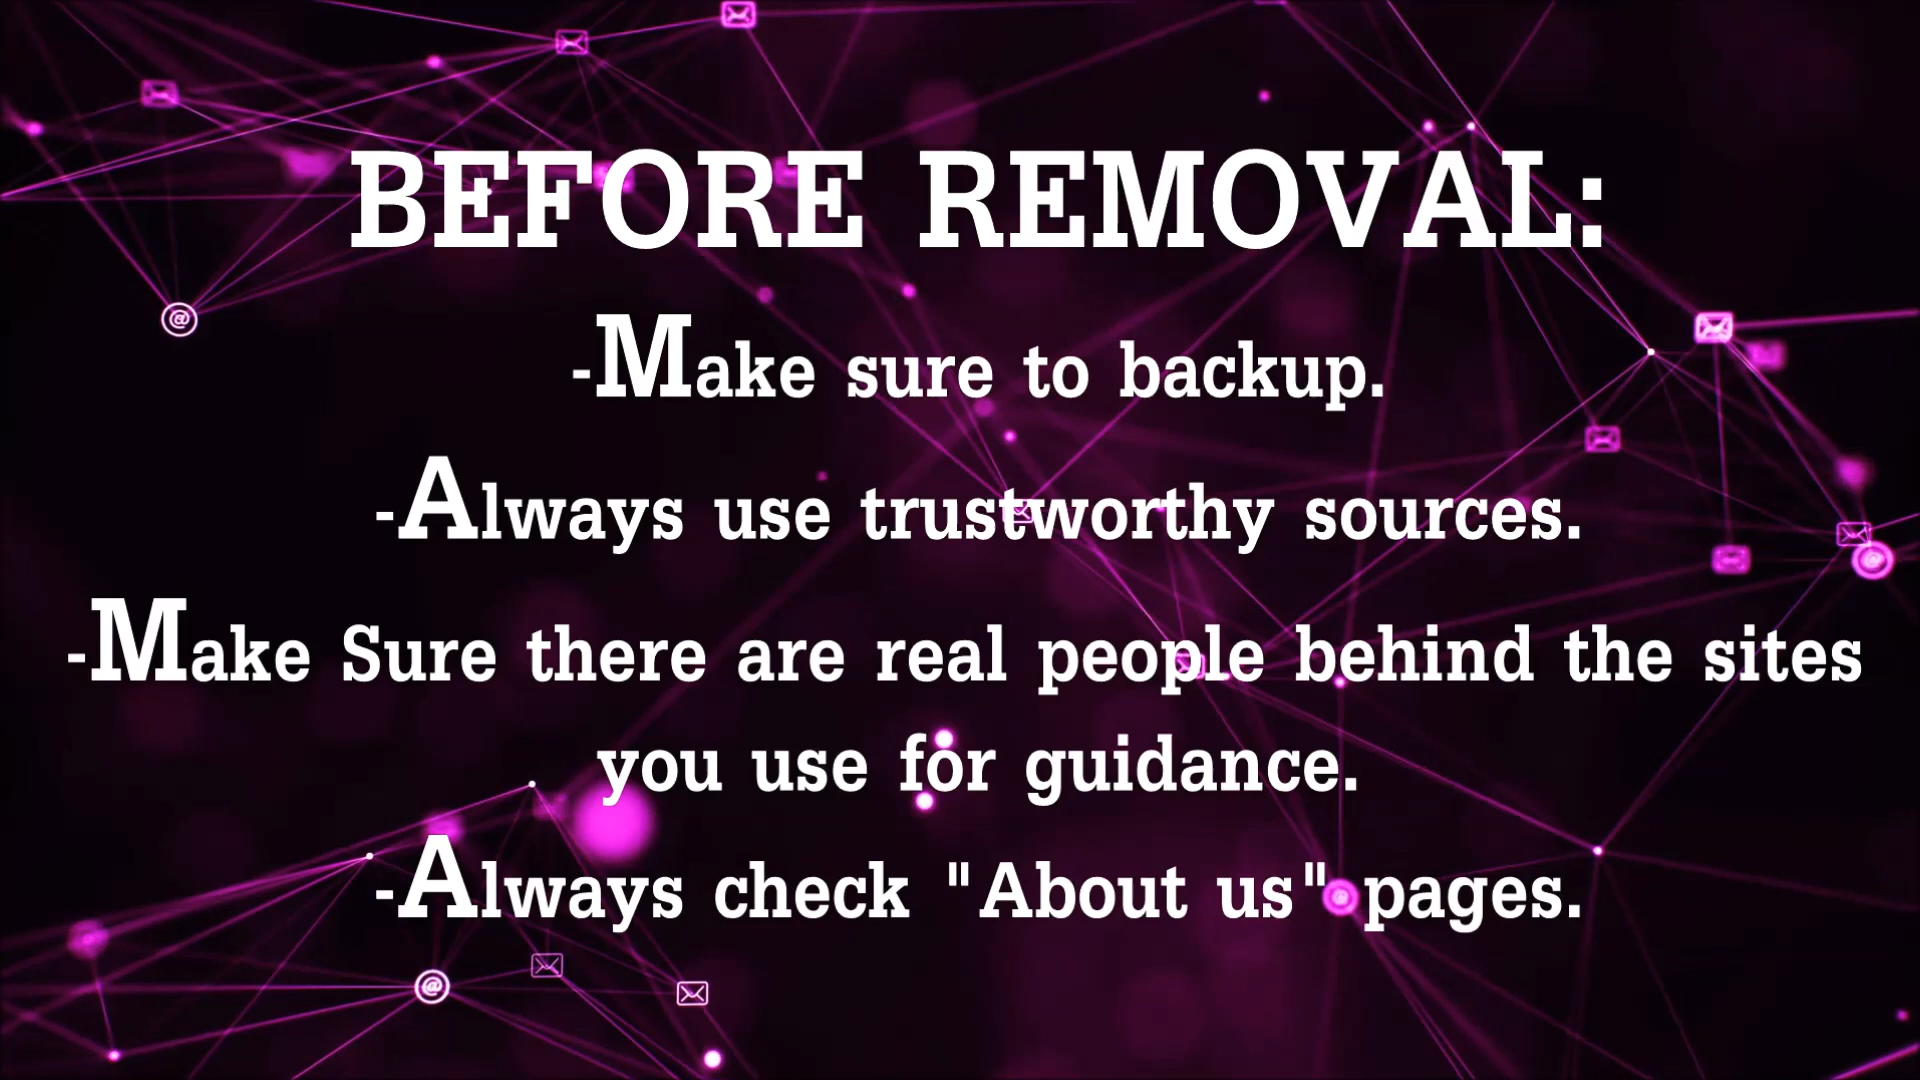 BEFORE REMOVAL:
-Make sure to backup.
-Always use trustworthy sources.
-Make Sure there are real people behind the sites
you use for guidance.
-Always check "About us" pages.